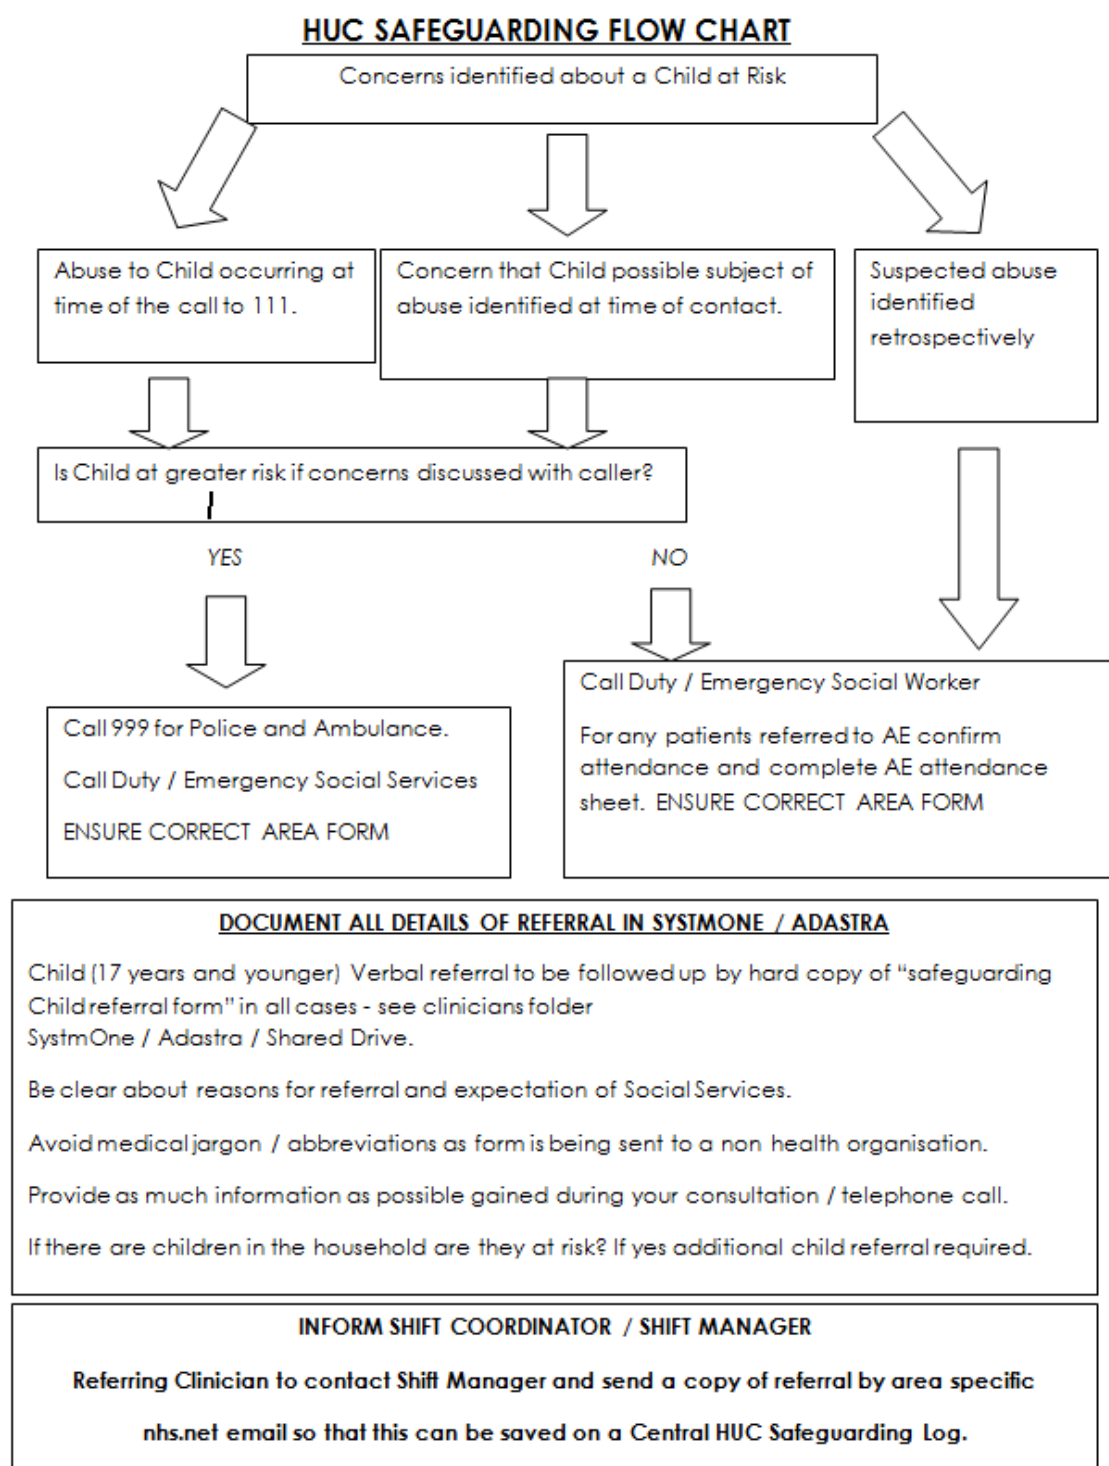 HUC SAFEGUARDING FLOW CHART
Concerns identified about a Child at Risk
Abuse to Child occurring at
time of the call to 111.
Concern that Child possible subject of
abuse identified at time of contact.
Suspected abuse
identified
retrospectively
Is Child at greater risk if concerns discussed with caller?
YES
NO
Call 999 for Police and Ambulance.
Call Duty / Emergency Social Services
ENSURE CORRECT AREA FORM
Call Duty / Emergency Social Worker
For any patients referred to AE confirm
attendance and complete AE attendance
sheet. ENSURE CORRECT AREA FORM
DOCUMENT ALL DETAILS OF REFERRAL IN SYSTMONE / ADASTRA
Child (17 years and younger) Verbal referral to be followed up by hard copy of “safeguarding
Child referral form” in all cases - see clinicians folder
SystmOne / Adastra / Shared Drive.
Be clear about reasons for referral and expectation of Social Services.
Avoid medical jargon / abbreviations as form is being sent to a non health organisation.
Provide as much information as possible gained during your consultation / telephone call.
If there are children in the household are they at risk? If yes additional child referral required.
INFORM SHIFT COORDINATOR / SHIFT MANAGER
Referring Clinician to contact Shift Manager and send a copy of referral by area specific
nhs.net email so that this can be saved on a Central HUC Safeguarding Log.